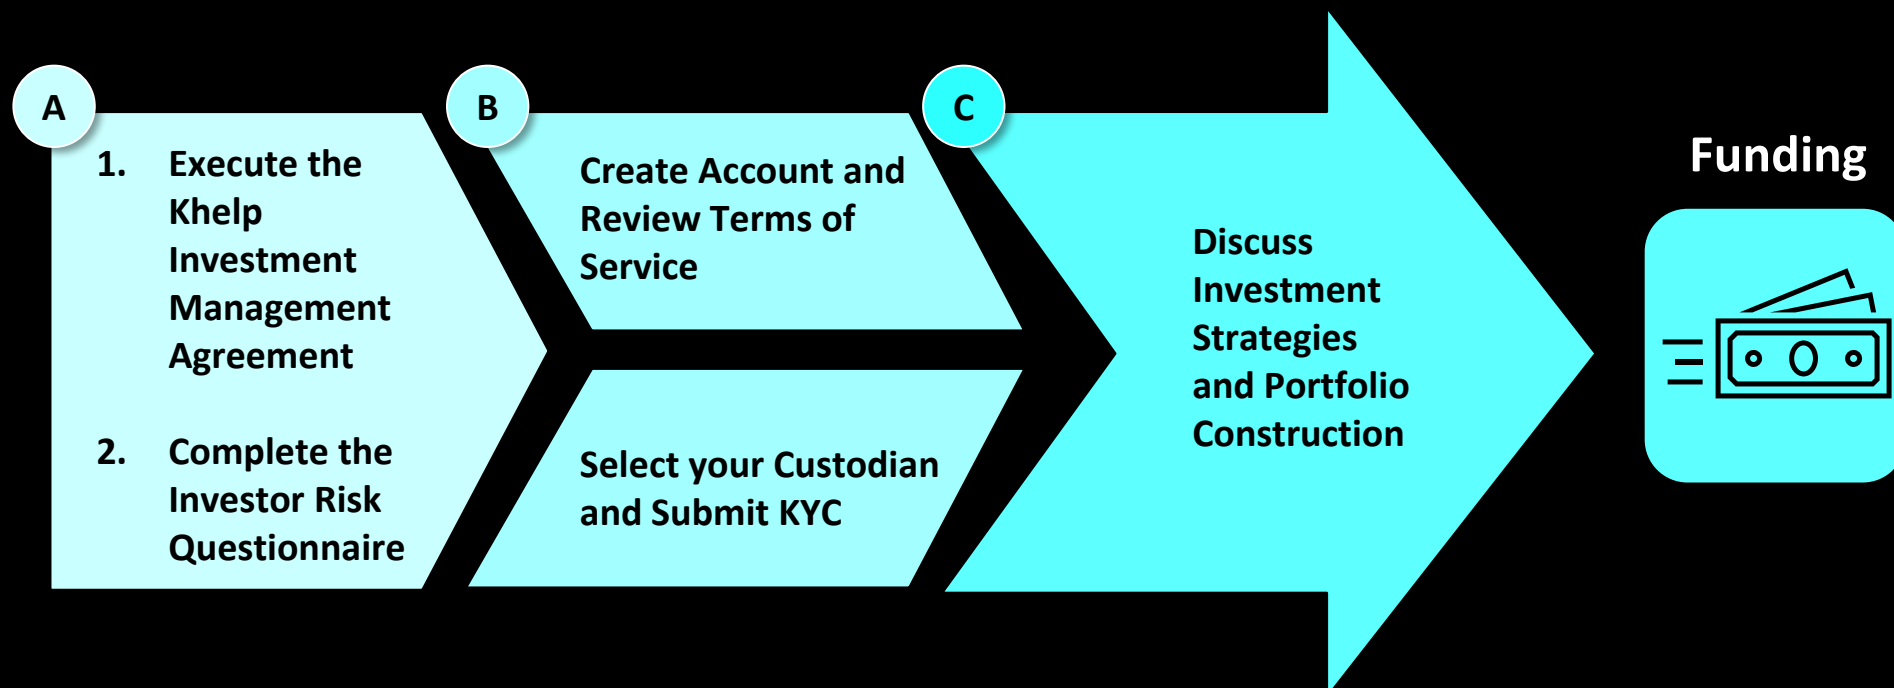 A
1. Execute the
Khelp
Investment
Management
Agreement
2. Complete the
Investor Risk
Questionnaire
B
Create Account and
Review Terms of
Service
Select your Custodian
and Submit KYC
C
Discuss
Investment
Strategies
and Portfolio
Construction
Funding